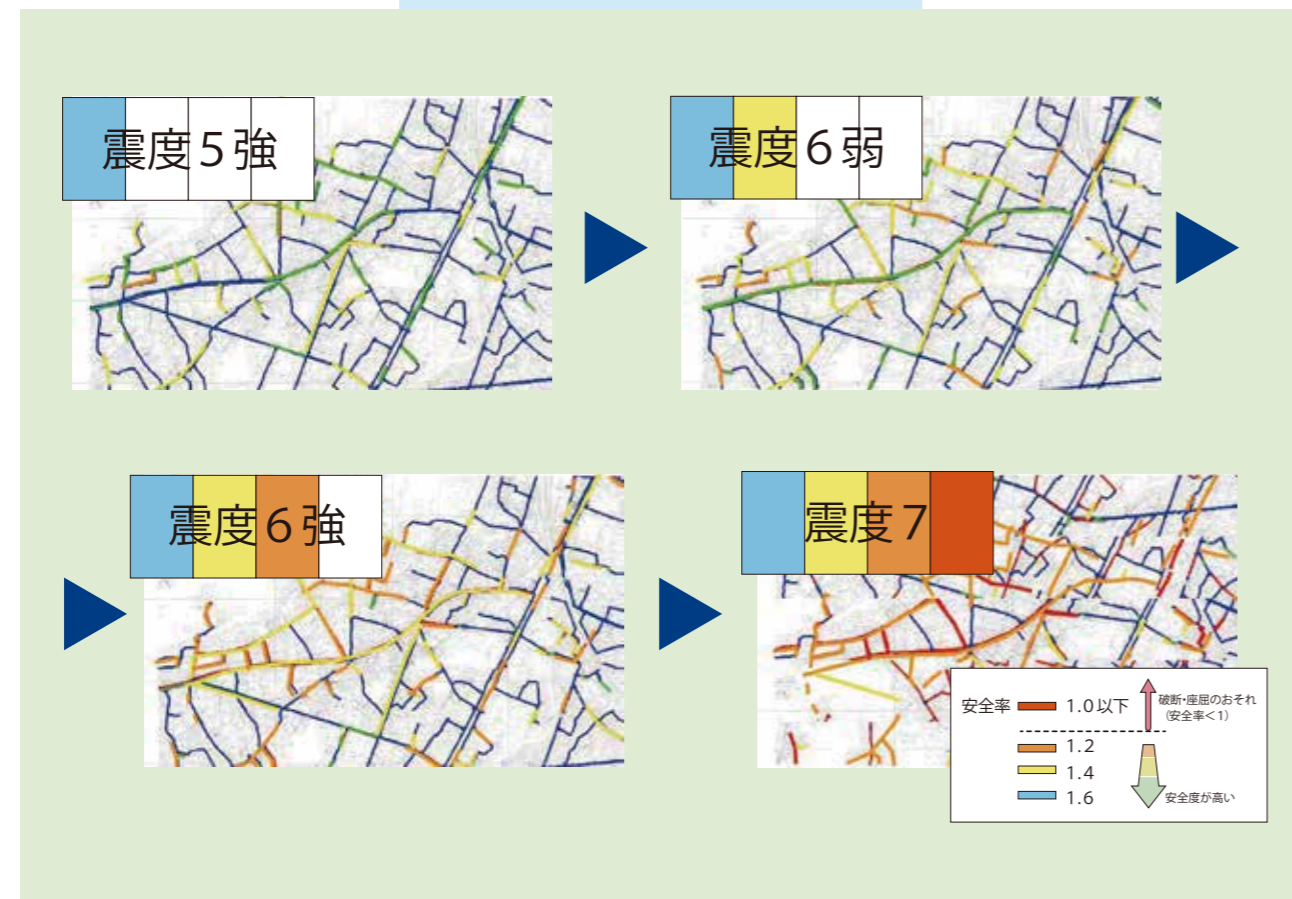 震度5強
震度6弱
震度6強
震度7
安全率 1.0以下
破断・座屈のおそれ
(安全率<1)
1.2
1.4
1.6
安全度が高い